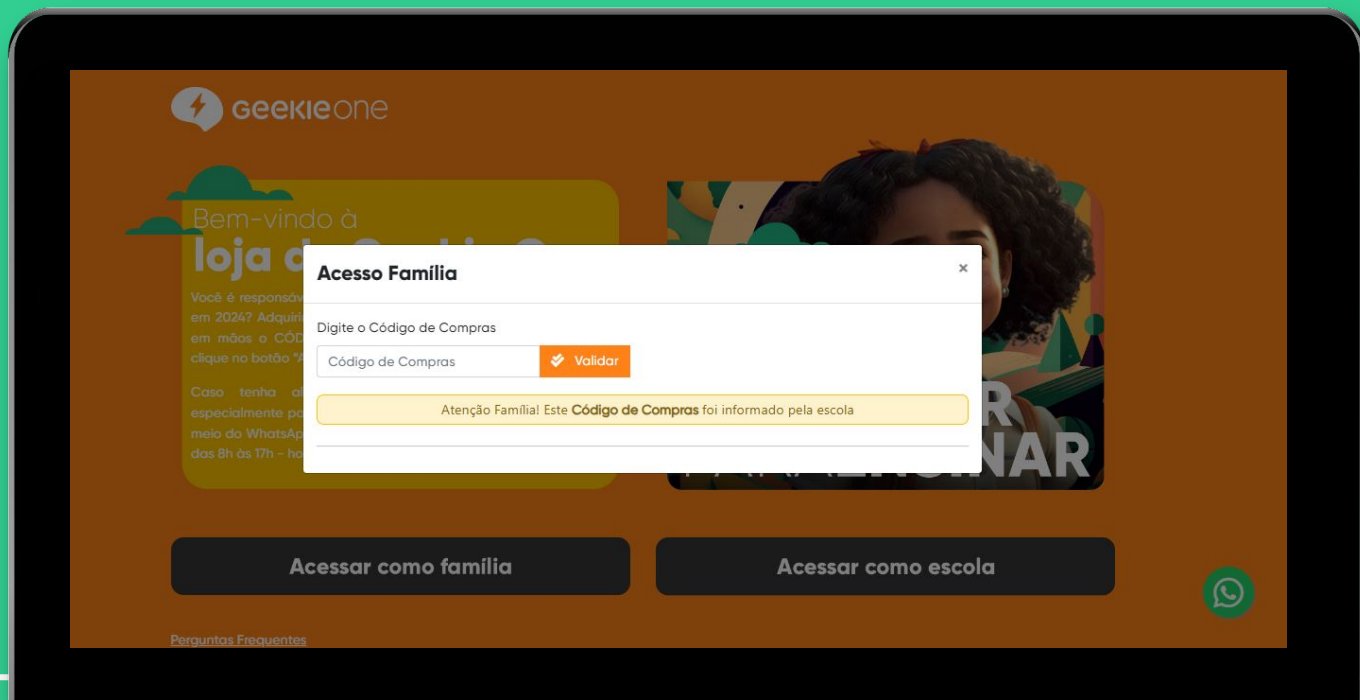 GeekIeOne
Bem-vindo à
loja d
Você é responsáv
em 2024? Adquiri
em mãos o CÓD
clique no botão "A
Caso tenha al
especialmente pa
meio do WhatsAp
das 8h às 17h - ho
Acesso Família
×
Digite o Código de Compras
Código de Compras
Validar
Atenção Família! Este Código de Compras foi informado pela escola
R
NAR
Acessar como família
Acessar como escola
Perguntas Frequentes